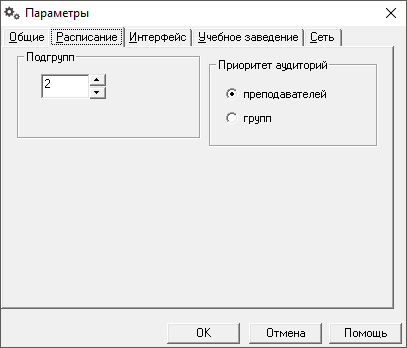 Параметры
Общие Расписание Интерфейс Учебное заведение Сеть
Подгрупп
2
Приоритет аудиторий
преподавателей
групп
OK Отмена Помощь